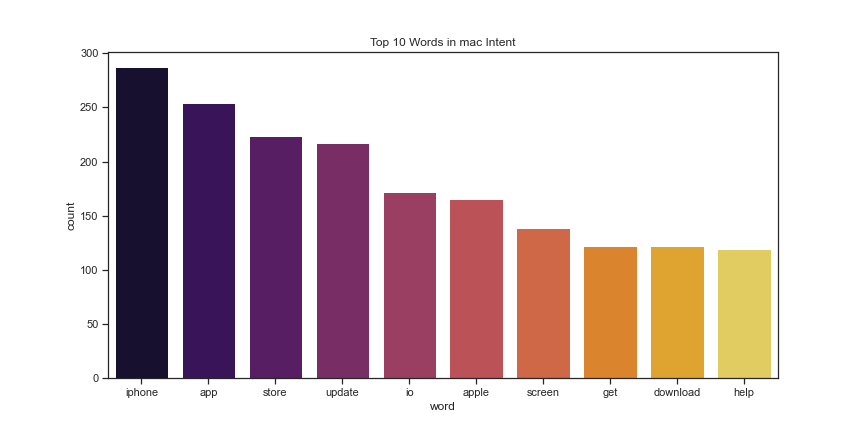 Top 10 Words in mac Intent
300
250
200
150
100
50
0
count
iphone app store update io apple screen get download help
word